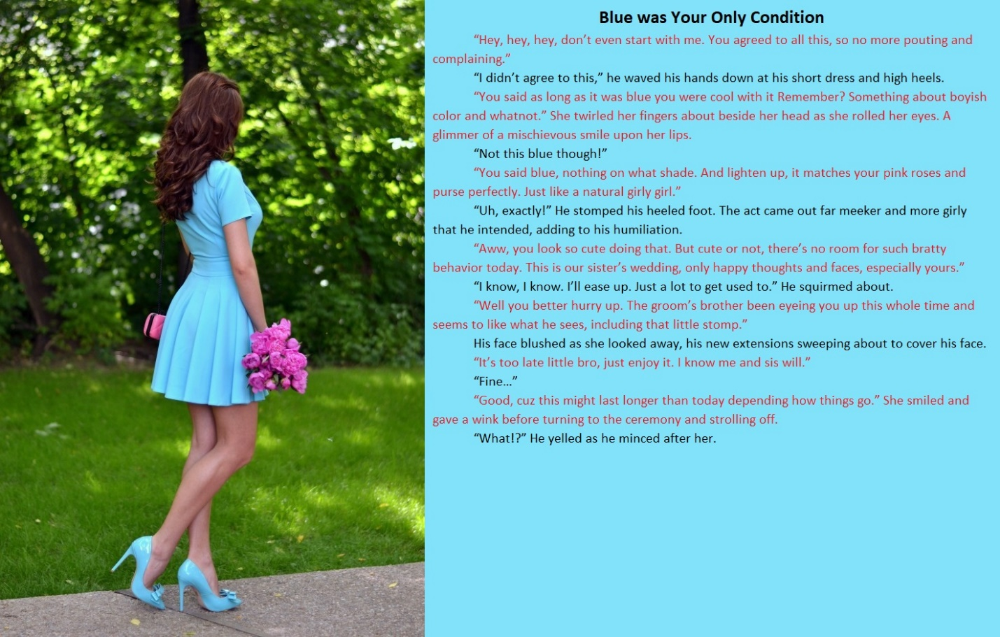 Blue was Your Only Condition
“Hey, hey, hey, don’t even start with me. You agreed to all this, so no more pouting and
complaining.”
“I didn’t agree to this,” he waved his hands down at his short dress and high heels.
“You said as long as it was blue you were cool with it Remember? Something about boyish
color and whatnot.” She twirled her fingers about beside her head as she rolled her eyes. A
glimmer of a mischievous smile upon her lips.
“Not this blue though!”
“You said blue, nothing on what shade. And lighten up, it matches your pink roses and
purse perfectly. Just like a natural girly girl.”
“Uh, exactly!” He stomped his heeled foot. The act came out far meeker and more girly
that he intended, adding to his humiliation.
“Aww, you look so cute doing that. But cute or not, there’s no room for such bratty
behavior today. This is our sister’s wedding, only happy thoughts and faces, especially yours.”
“I know, I know. I’ll ease up. Just a lot to get used to.” He squirmed about.
“Well you better hurry up. The groom’s brother been eyeing you up this whole time and
seems to like what he sees, including that little stomp.”
His face blushed as she looked away, his new extensions sweeping about to cover his face.
“It’s too late little bro, just enjoy it. I know me and sis will.”
“Fine…”
“Good, cuz this might last longer than today depending how things go.” She smiled and
gave a wink before turning to the ceremony and strolling off.
“What!?” He yelled as he minced after her.